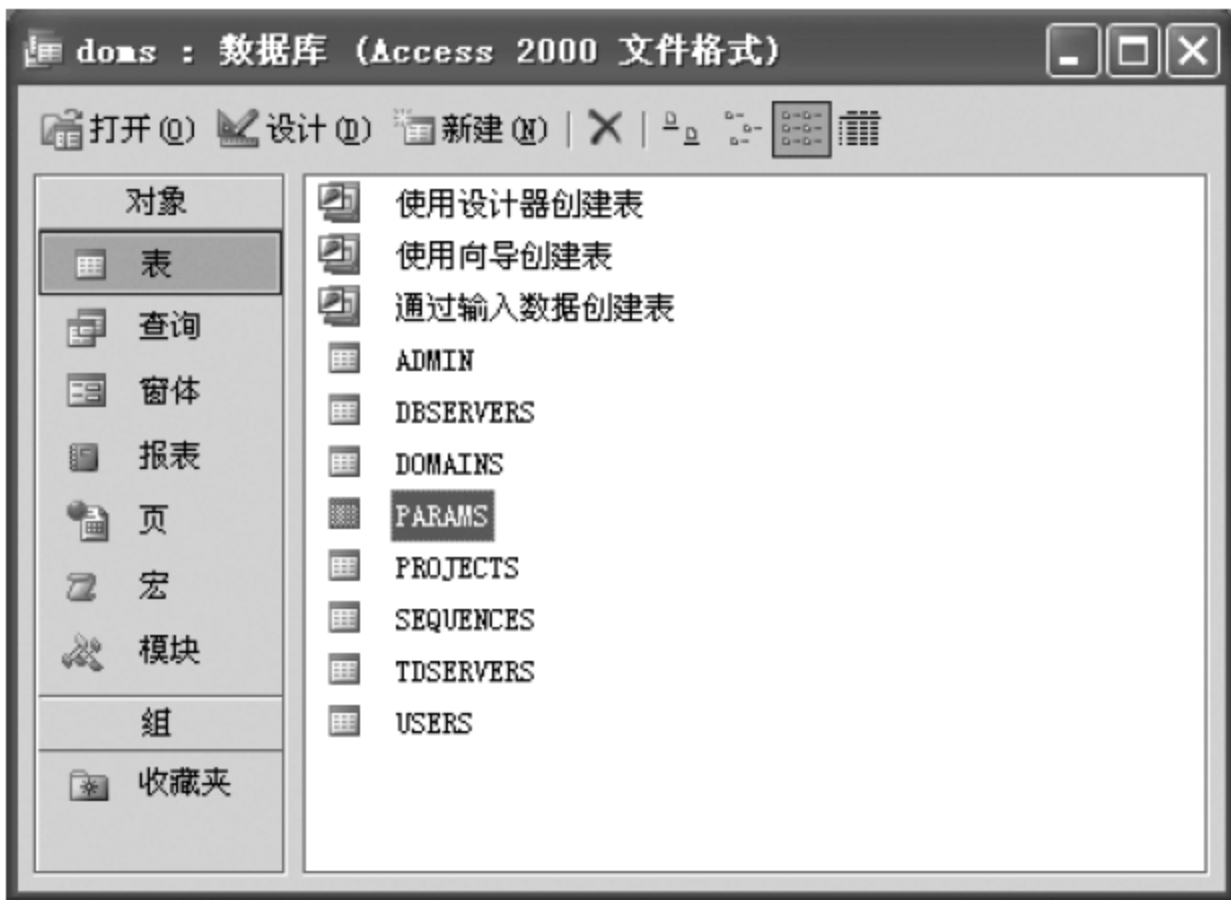 doms : 数据库 (Access 2000 文件格式)
打开(O) 设计(D) 新建(N)
对象
表
查询
窗体
报表
页
宏
模块
组
收藏夹
使用设计器创建表
使用向导创建表
通过输入数据创建表
ADMIN
DBSERVERS
DOMAINS
PARAMS
PROJECTS
SEQUENCES
TDSERVERS
USERS